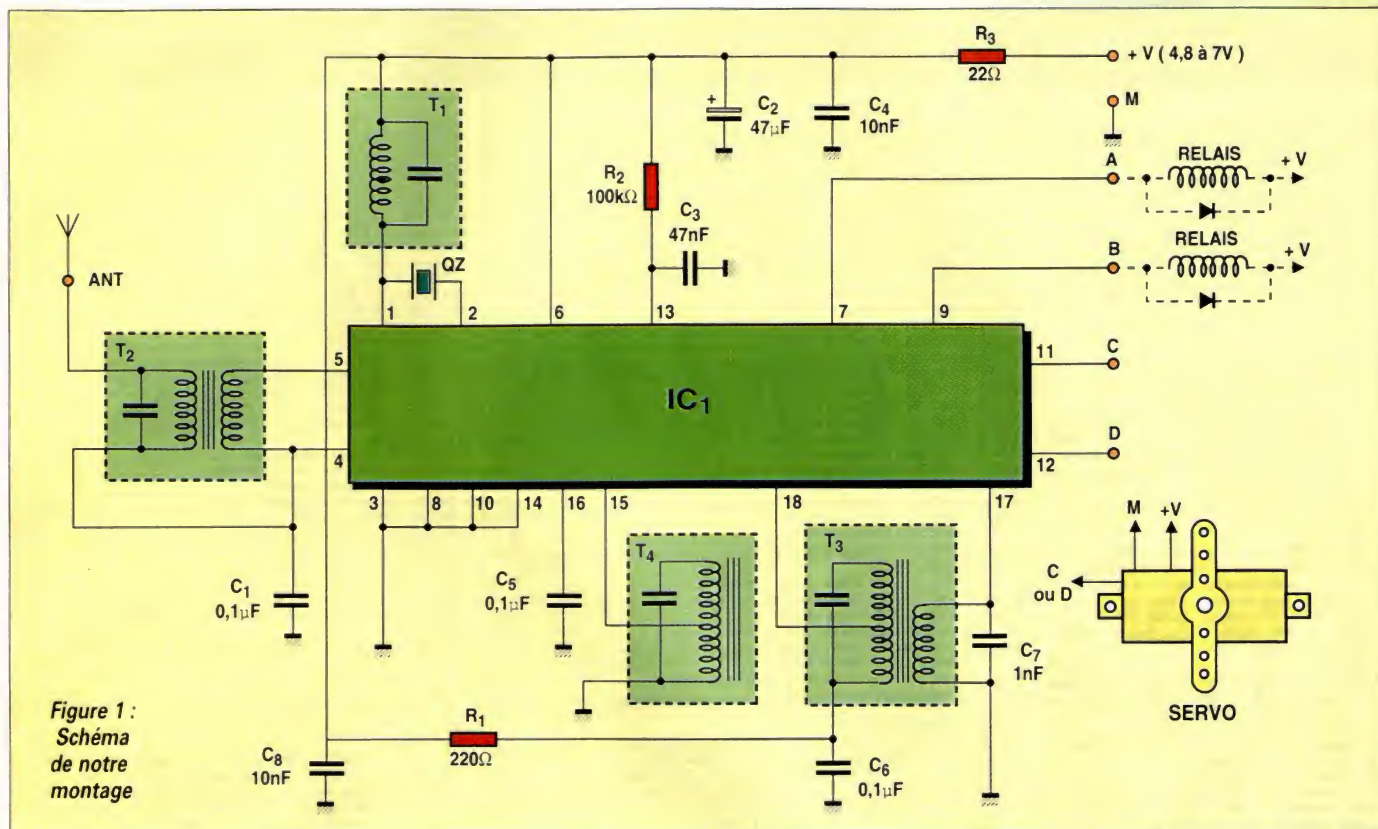 R3
22Ω
+ V ( 4,8 à 7V )
M
T1
C2
47µF
C4
10nF
A
RELAIS
+ V
R2
100kΩ
C3
47nF
B
RELAIS
+ V
QZ
ANT
1
2
6
13
7
9
T2
5
11
C
IC1
4
12
D
3
8
10
14
16
15
18
17
T4
T3
M
+V
C
ou D
C1
0,1µF
C5
0,1µF
C7
1nF
SERVO
Figure 1 :
Schéma
de notre
montage
R1
220Ω
C8
10nF
C6
0,1µF
+